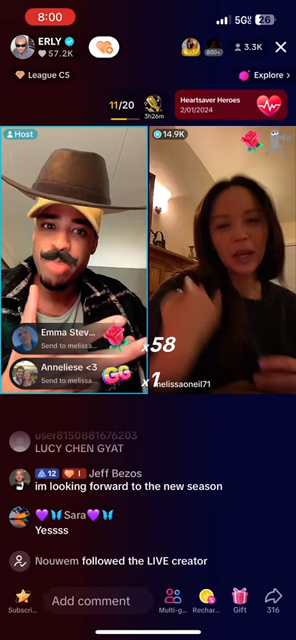 8:00
5G
26
ERLY
57.2K
800+
3.3K
League C5
Explore >
11/20
3h26m
Heartsaver Heroes
2/01/2024
Host
14.9K
Emma Stev...
Send to melissa...
x58
Anneliese <3
Send to melissa...
GG
x1
melissaoneil71
user8150881676203
LUCY CHEN GYAT
12
I
Jeff Bezos
im looking forward to the new season
Sara
Yessss
Nouwem followed the LIVE creator
Add comment
Subscri...
Multi-g...
Rechar...
Gift
316